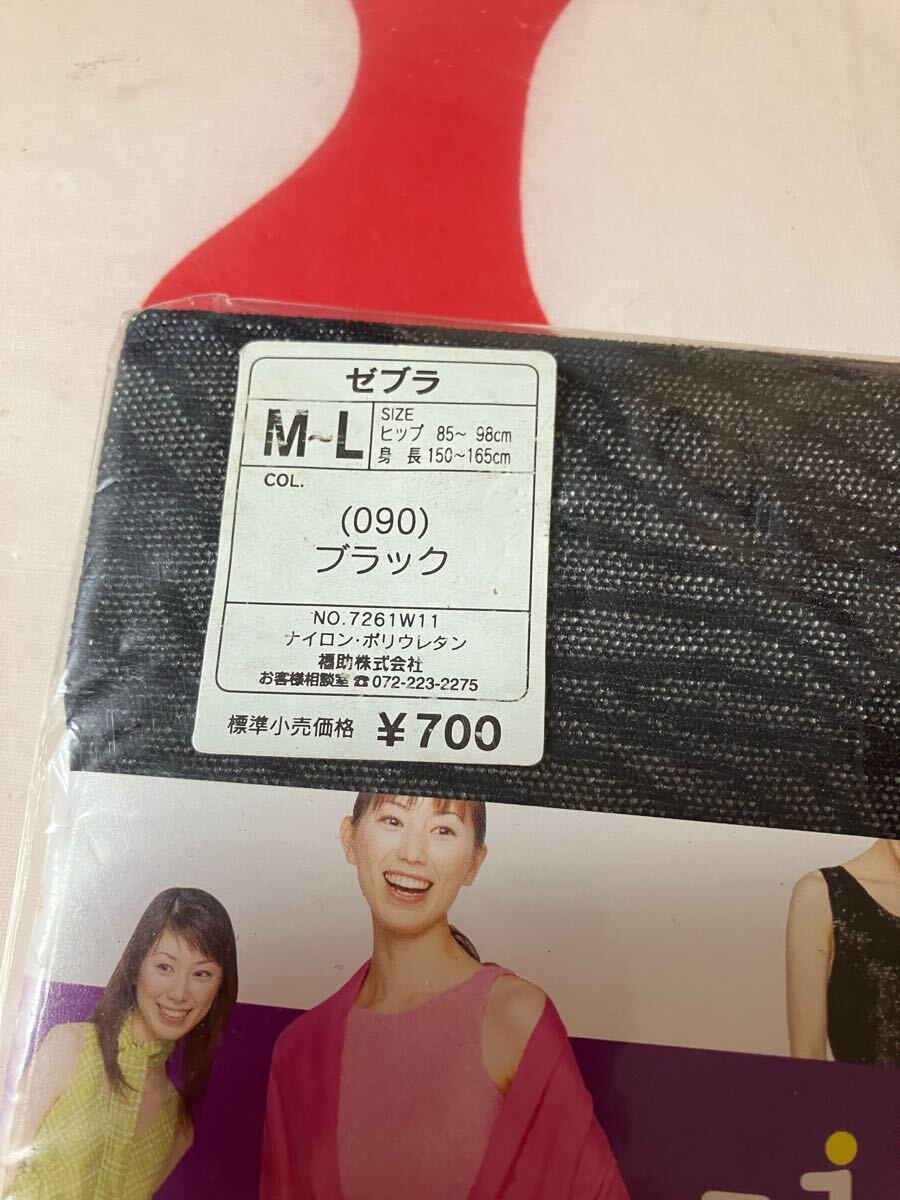 ゼブラ
M~L
SIZE
ヒップ 85~ 98cm
身 長 150~165cm
COL.
(090)
ブラック
NO.7261W11
ナイロン・ポリウレタン
福助株式会社
お客様相談室☎072-223-2275
標準小売価格 ¥700